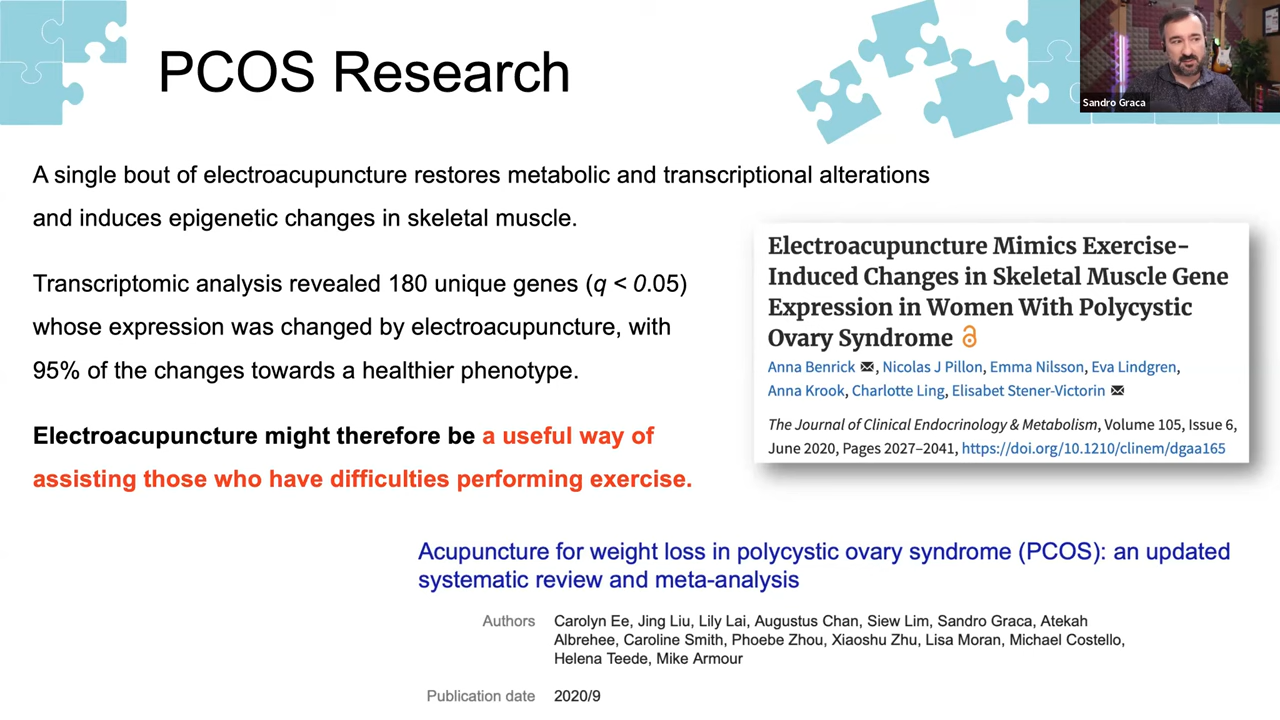 PCOS Research
Sandro Graca
A single bout of electroacupuncture restores metabolic and transcriptional alterations
and induces epigenetic changes in skeletal muscle.
Transcriptomic analysis revealed 180 unique genes (q < 0.05)
whose expression was changed by electroacupuncture, with
95% of the changes towards a healthier phenotype.
Electroacupuncture might therefore be a useful way of
assisting those who have difficulties performing exercise.
Electroacupuncture Mimics Exercise-
Induced Changes in Skeletal Muscle Gene
Expression in Women With Polycystic
Ovary Syndrome
Anna Benrick, Nicolas J Pillon, Emma Nilsson, Eva Lindgren,
Anna Krook, Charlotte Ling, Elisabet Stener-Victorin
The Journal of Clinical Endocrinology & Metabolism, Volume 105, Issue 6,
June 2020, Pages 2027–2041, https://doi.org/10.1210/clinem/dgaa165
Acupuncture for weight loss in polycystic ovary syndrome (PCOS): an updated
systematic review and meta-analysis
Authors Carolyn Ee, Jing Liu, Lily Lai, Augustus Chan, Siew Lim, Sandro Graca, Atekah
Albrehee, Caroline Smith, Phoebe Zhou, Xiaoshu Zhu, Lisa Moran, Michael Costello,
Helena Teede, Mike Armour
Publication date 2020/9